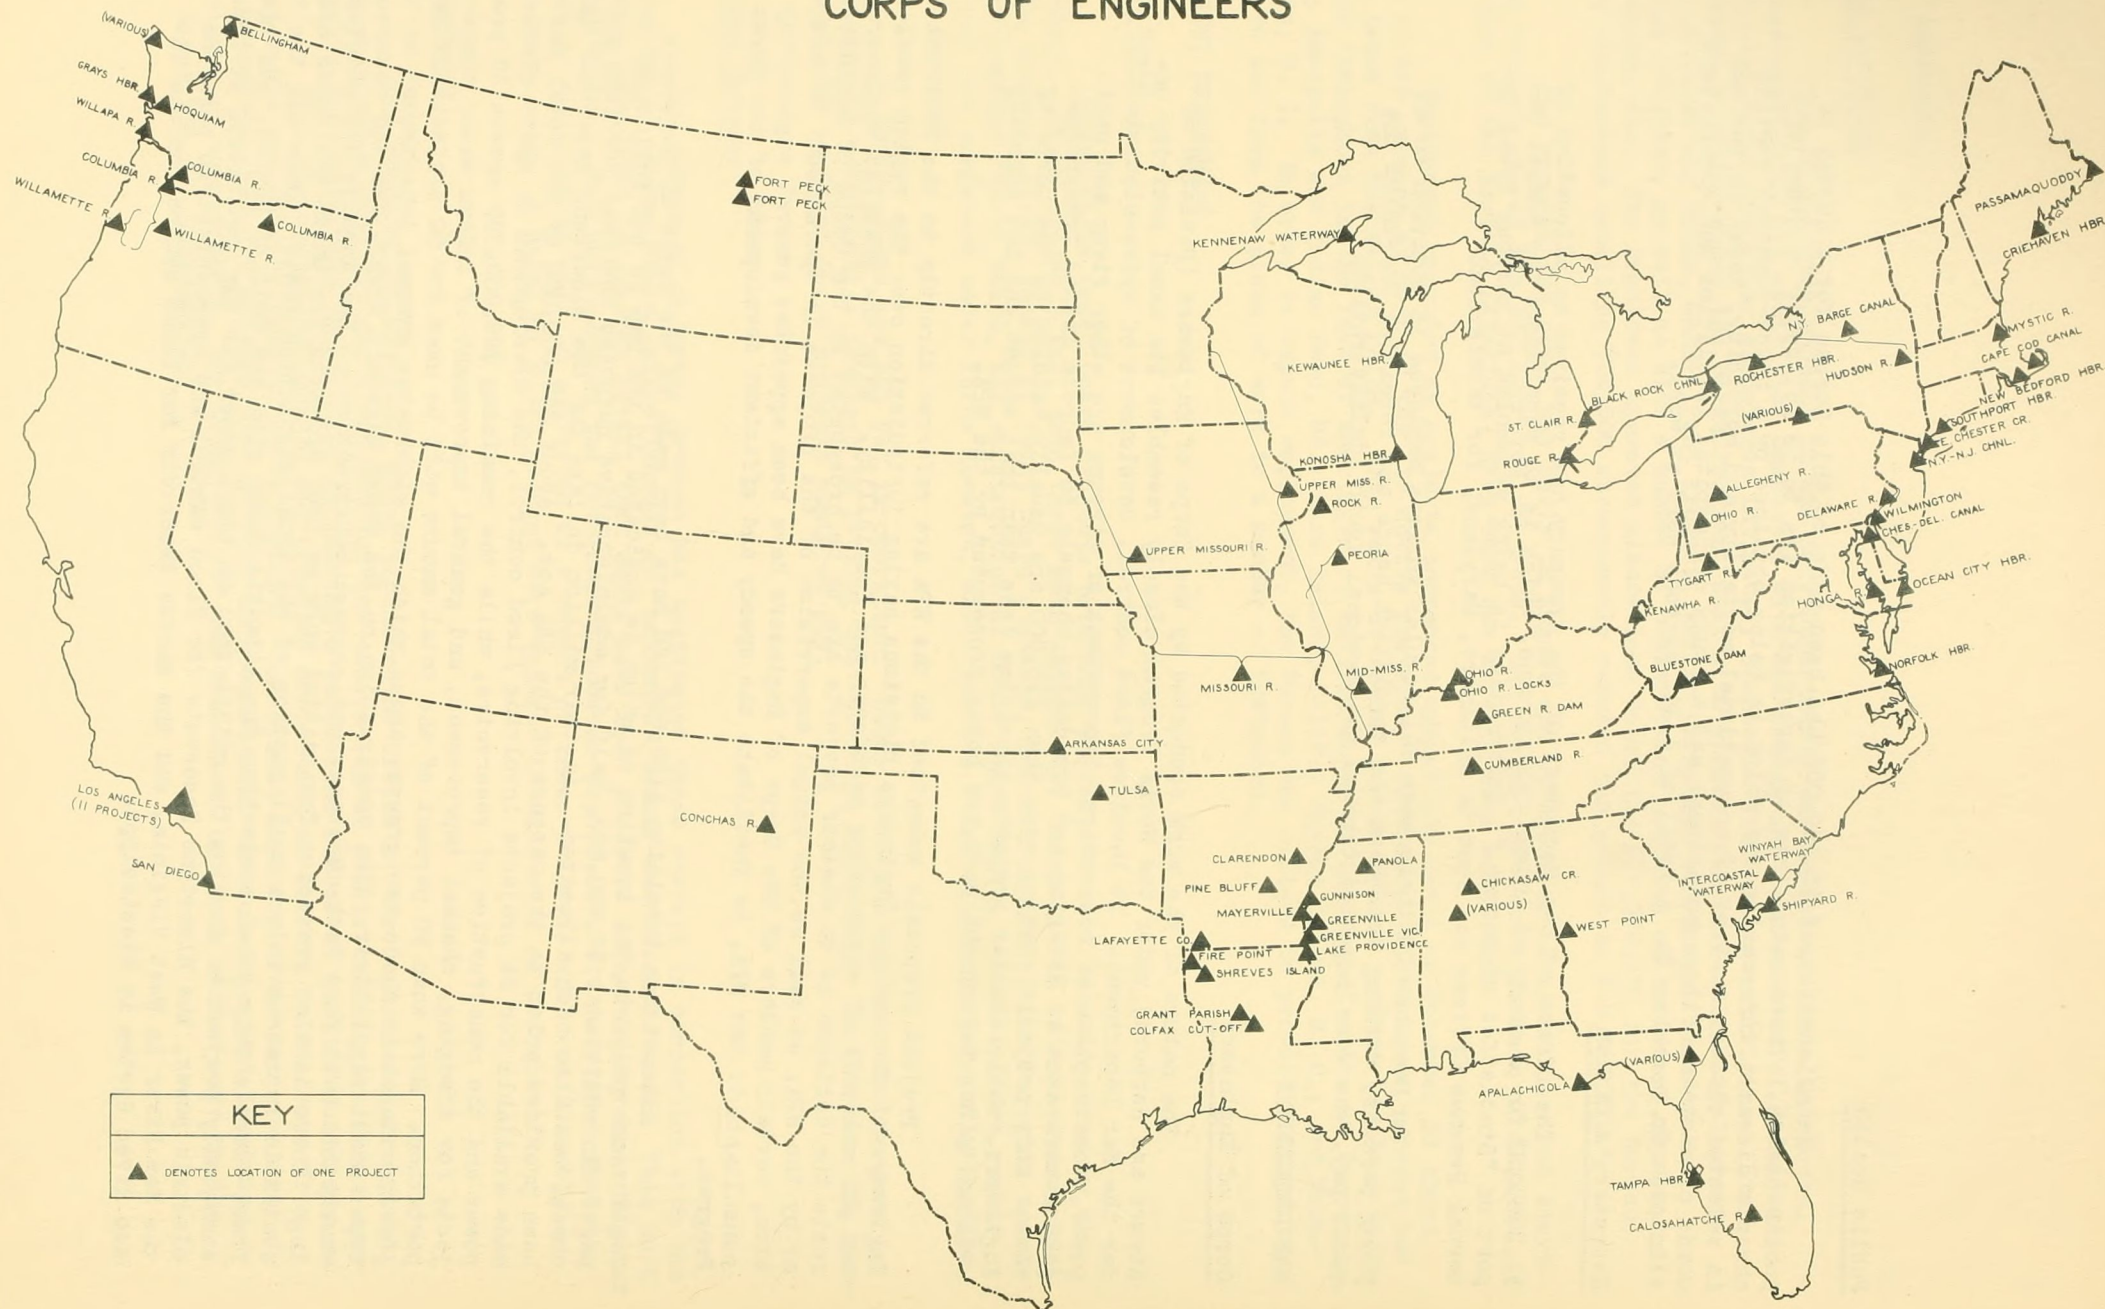 CORPS OF ENGINEERS
(VARIOUS)
BELLINGHAM
GRAYS HBR.
HOQUIAM
WILLAPA R.
COLUMBIA R.
COLUMBIA R.
WILLAMETTE R.
WILLAMETTE R.
COLUMBIA R.
FORT PECK
FORT PECK
KENNENAW WATERWAY
PASSAMAQUODDY
CRIEHAVEN HBR.
N.Y. BARGE CANAL
MYSTIC R.
CAPE COD CANAL
KEWAUNEE HBR.
BLACK ROCK CHNL.
ROCHESTER HBR.
HUDSON R.
NEW BEDFORD HBR.
SOUTHPORT HBR.
E. CHESTER CR.
N.Y.-N.J. CHNL.
ST. CLAIR R.
(VARIOUS)
KONOSHA HBR.
ROUGE R.
UPPER MISS. R.
ROCK R.
ALLEGHENY R.
OHIO R.
DELAWARE R.
WILMINGTON
CHES-DEL. CANAL
UPPER MISSOURI R.
PEORIA
TYGART R.
OCEAN CITY HBR.
HONGA R.
KENAWHA R.
BLUESTONE DAM
NORFOLK HBR.
MISSOURI R.
MID-MISS. R.
OHIO R.
OHIO R. LOCKS
GREEN R. DAM
ARKANSAS CITY
CUMBERLAND R.
TULSA
LOS ANGELES
(11 PROJECTS)
CONCHAS R.
SAN DIEGO
CLARENDON
PANOLA
PINE BLUFF
GUNNISON
MAYERVILLE
GREENVILLE
GREENVILLE VIC.
LAKE PROVIDENCE
LAFAYETTE CO.
FIRE POINT
SHREVES ISLAND
GRANT PARISH
COLFAX CUT-OFF
CHICKASAW CR.
(VARIOUS)
WEST POINT
WINYAH BAY
WATERWAY
INTERCOASTAL
WATERWAY
SHIPYARD R.
(VARIOUS)
APALACHICOLA
TAMPA HBR.
CALOSAHATCHE R.
KEY
DENOTES LOCATION OF ONE PROJECT